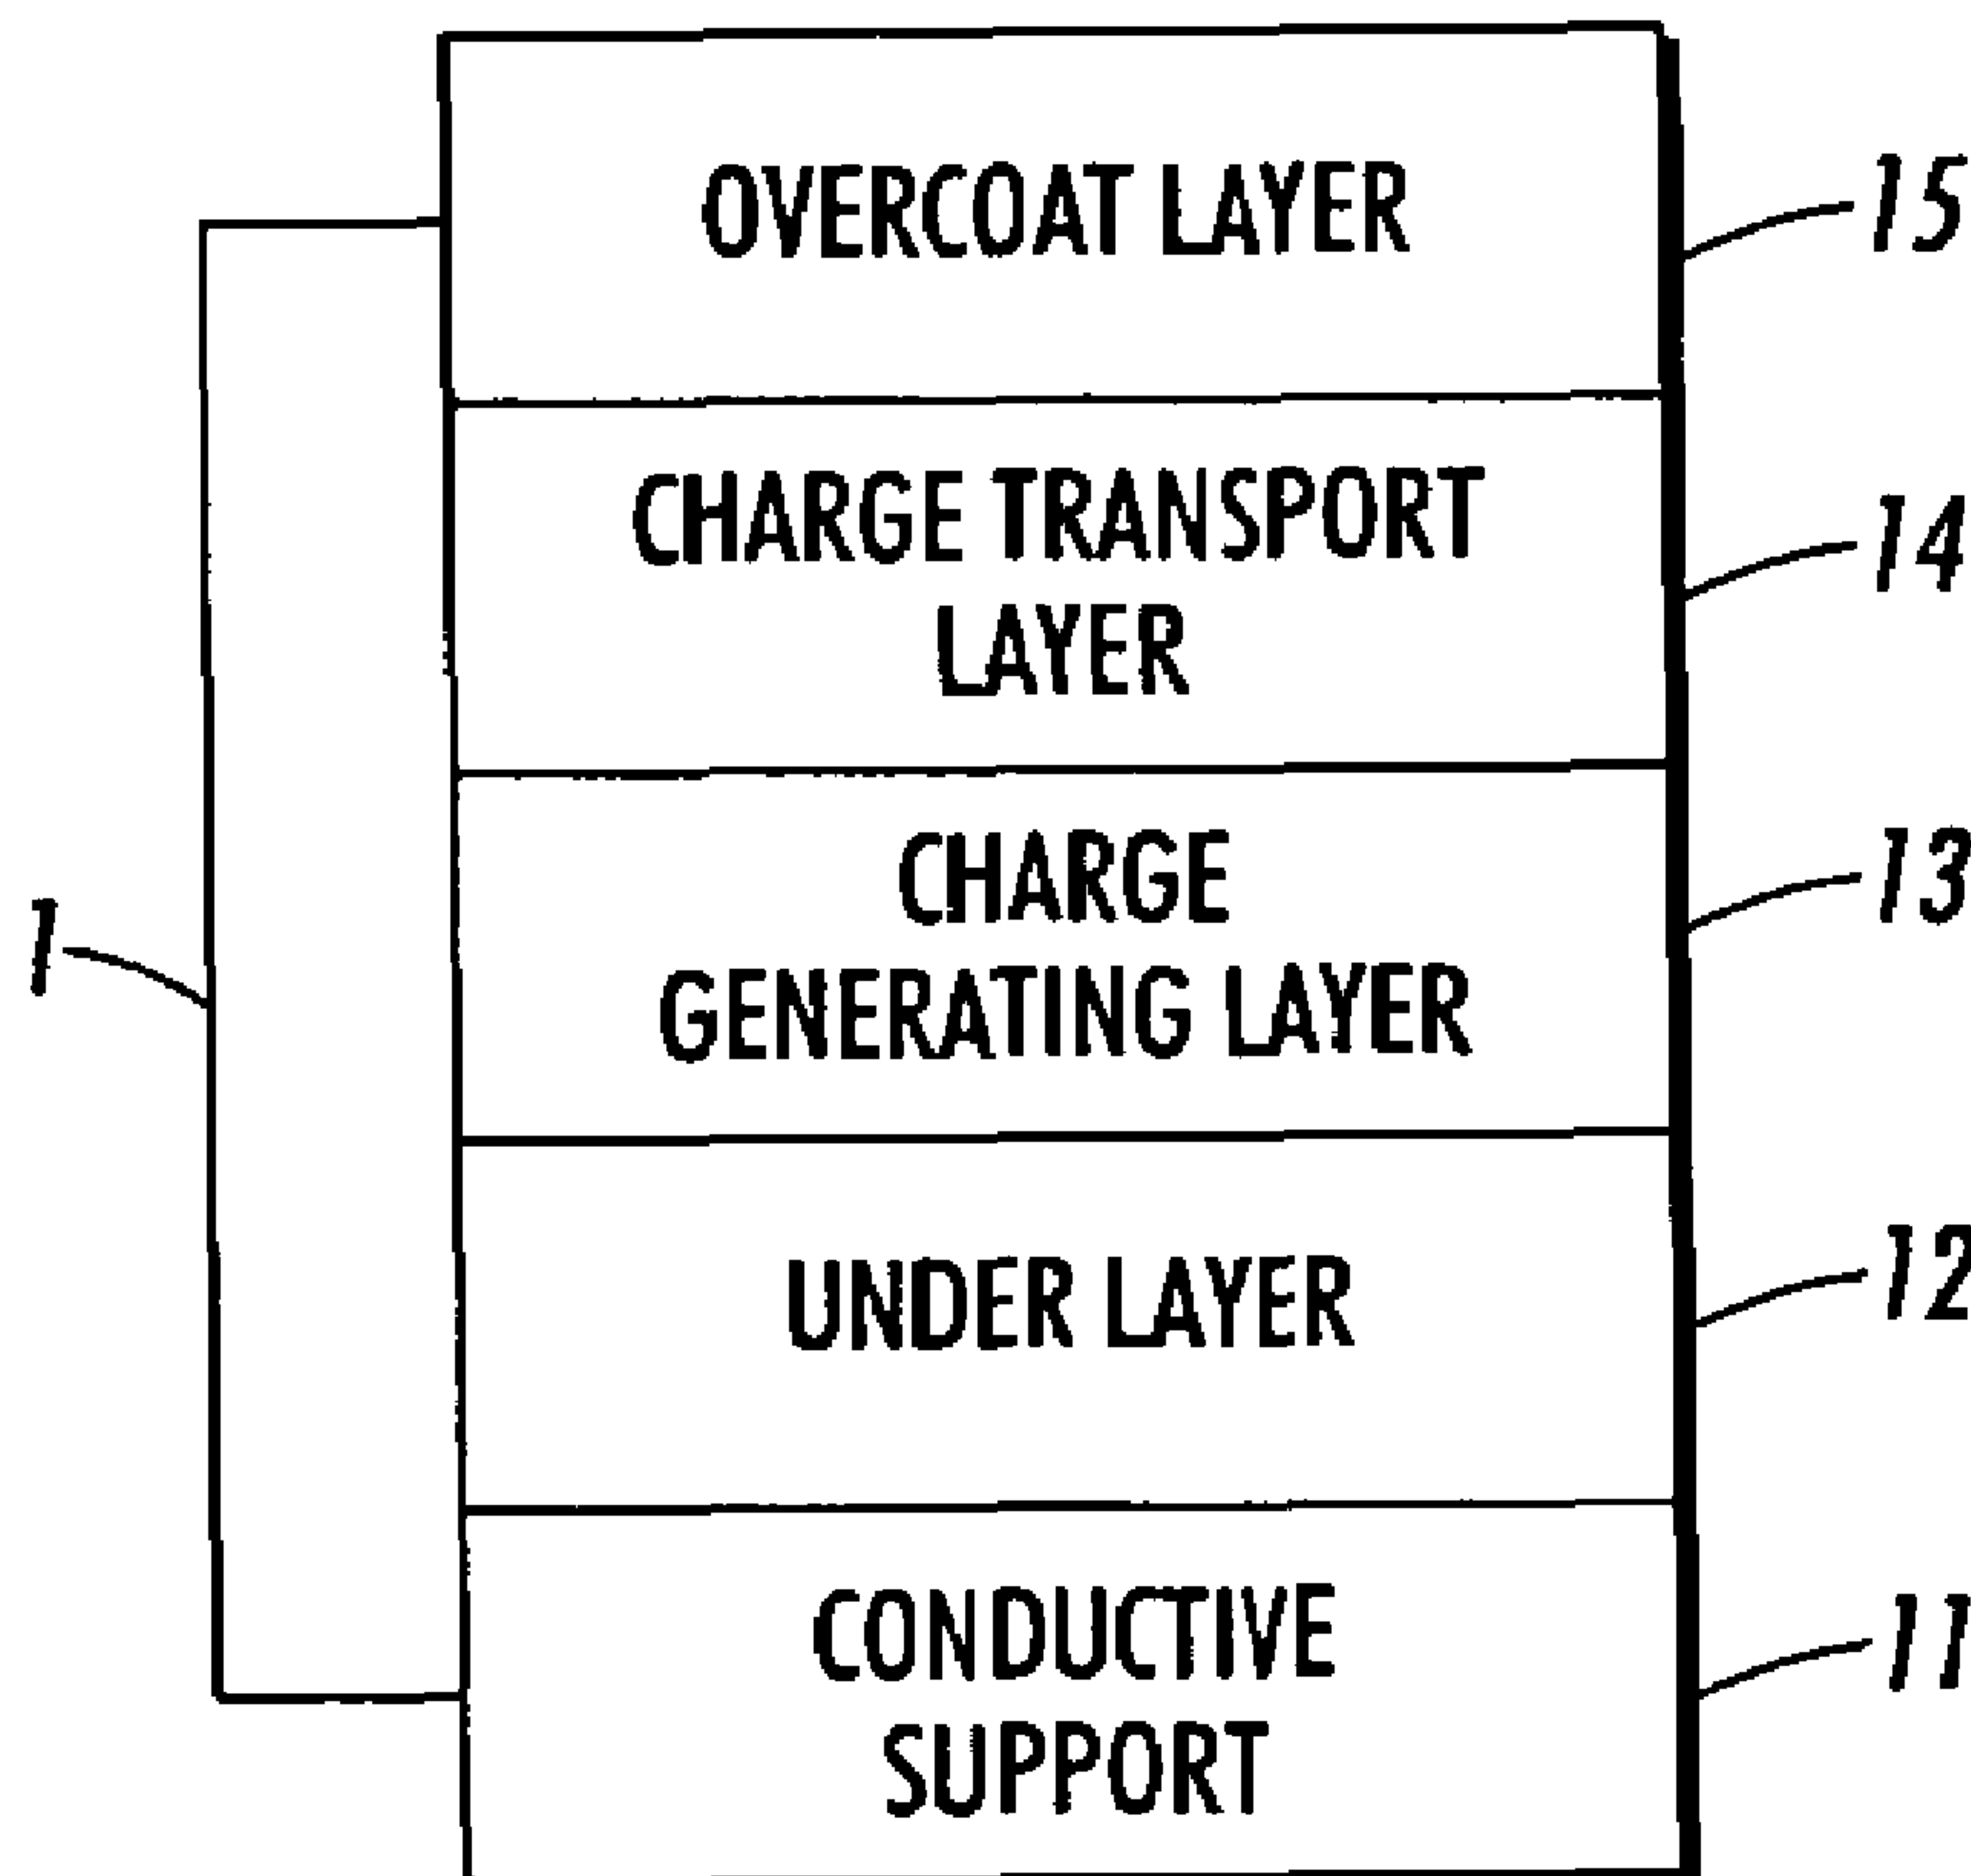 OVERCOAT LAYER
15
CHARGE TRANSPORT
LAYER
14
CHARGE
GENERATING LAYER
13
1
UNDER LAYER
12
CONDUCTIVE
SUPPORT
11